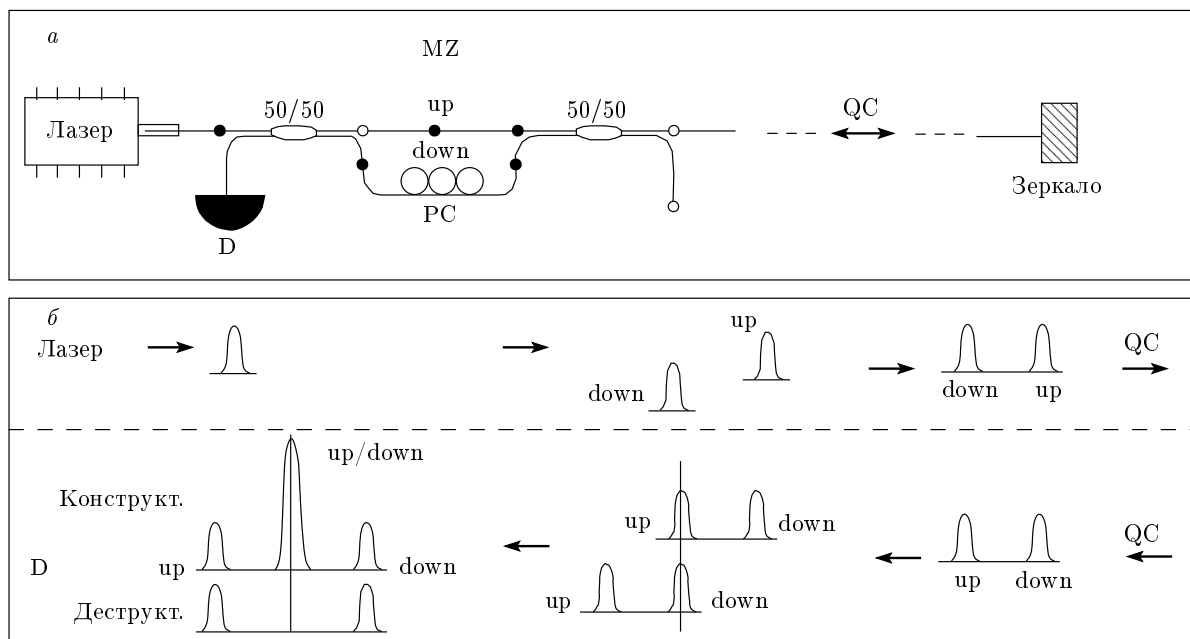 а
MZ
50/50
up
50/50
QC
Лазер
down
Зеркало
PC
D
б
Лазер
up
QC
down
down
up
up/down
Конструкт.
up
down
QC
D
up
down
up
down
up
down
Деструкт.